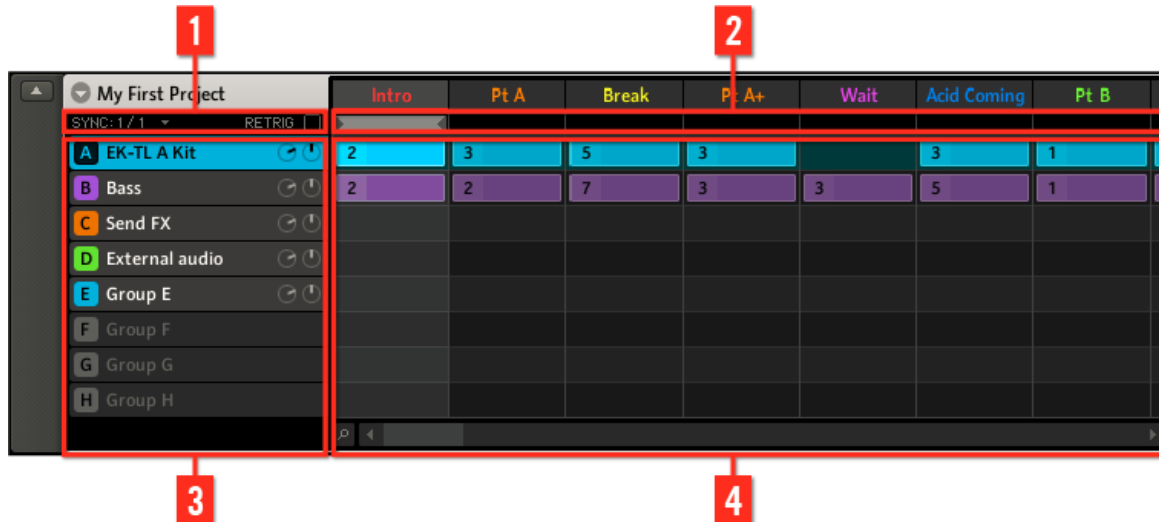 1 2
My First Project Intro Pt A Break Pt A+ Wait Acid Coming Pt B
SYNC: 1 / 1 RETRIG
A EK-TL A Kit 2 3 5 3 3 1
B Bass 2 2 7 3 3 5 1
C Send FX
D External audio
E Group E
F Group F
G Group G
H Group H
3 4